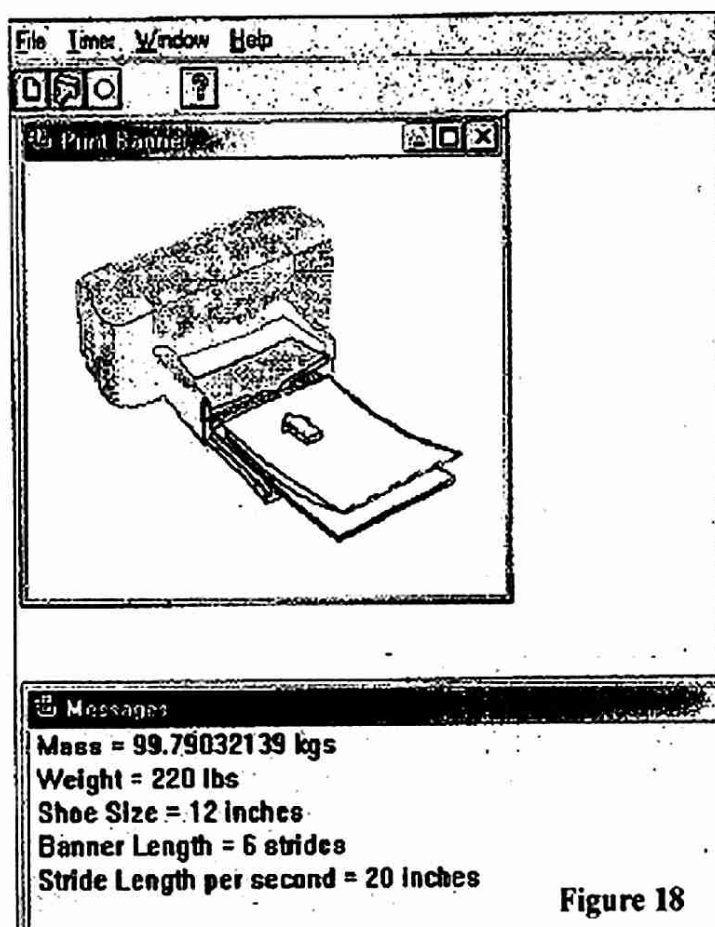 File Timer Window Help
?
Print Banner
Messages
Mass = 99.79032139 kgs
Weight = 220 lbs
Shoe Size = 12 inches
Banner Length = 6 strides
Stride Length per second = 20 inches
Figure 18